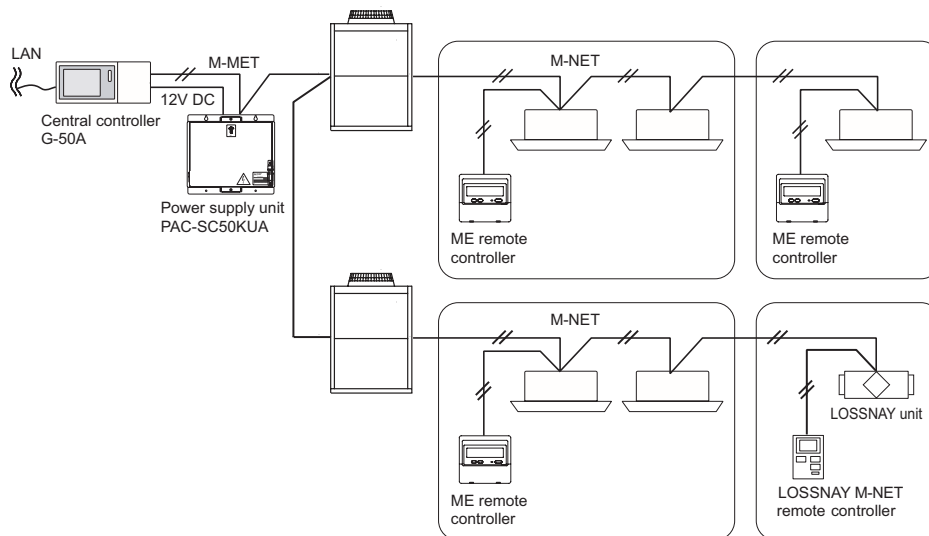 LAN
M-MET
M-NET
12V DC
Central controller
G-50A
Power supply unit
PAC-SC50KUA
ME remote
controller
ME remote
controller
M-NET
LOSSNAY unit
ME remote
controller
LOSSNAY M-NET
remote controller